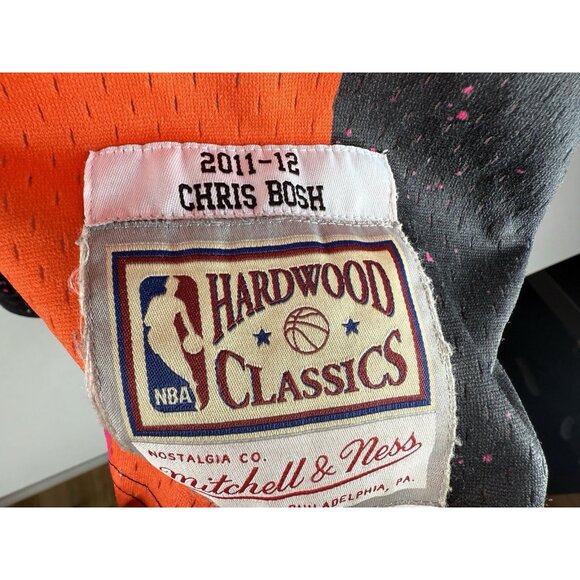 2011-12
CHRIS BOSH
HARDWOOD
CLASSICS
NBA
NOSTALGIA CO.
Mitchell & Ness
PHILADELPHIA, PA.